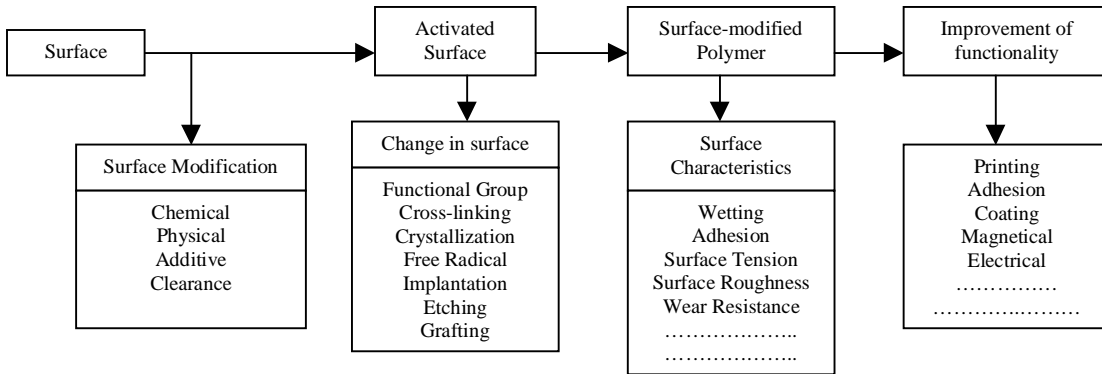 Surface
Activated
Surface
Surface-modified
Polymer
Improvement of
functionality
Surface Modification
Chemical
Physical
Additive
Clearance
Change in surface
Functional Group
Cross-linking
Crystallization
Free Radical
Implantation
Etching
Grafting
Surface
Characteristics
Wetting
Adhesion
Surface Tension
Surface Roughness
Wear Resistance
………………..
………………..
Printing
Adhesion
Coating
Magnetical
Electrical
……………
…………..………